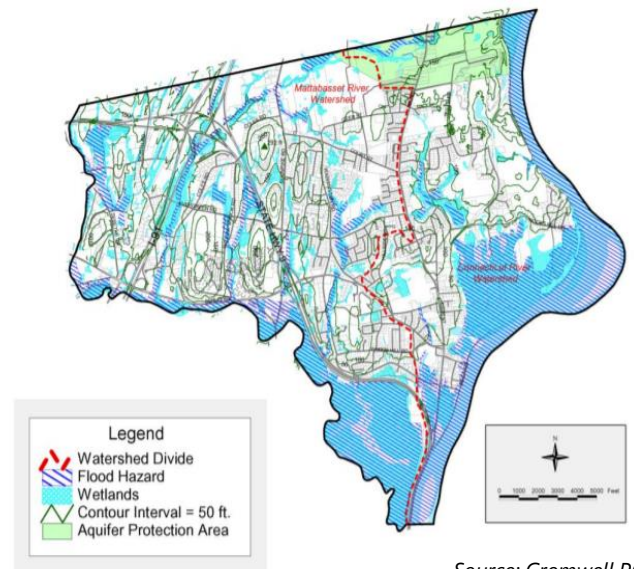 Mattabasset River
Watershed
Connecticut River
Watershed
Legend
Watershed Divide
Flood Hazard
Wetlands
Contour Interval = 50 ft.
Aquifer Protection Area
N
0 1000 2000 3000 4000 5000 Feet
Source: Cromwell